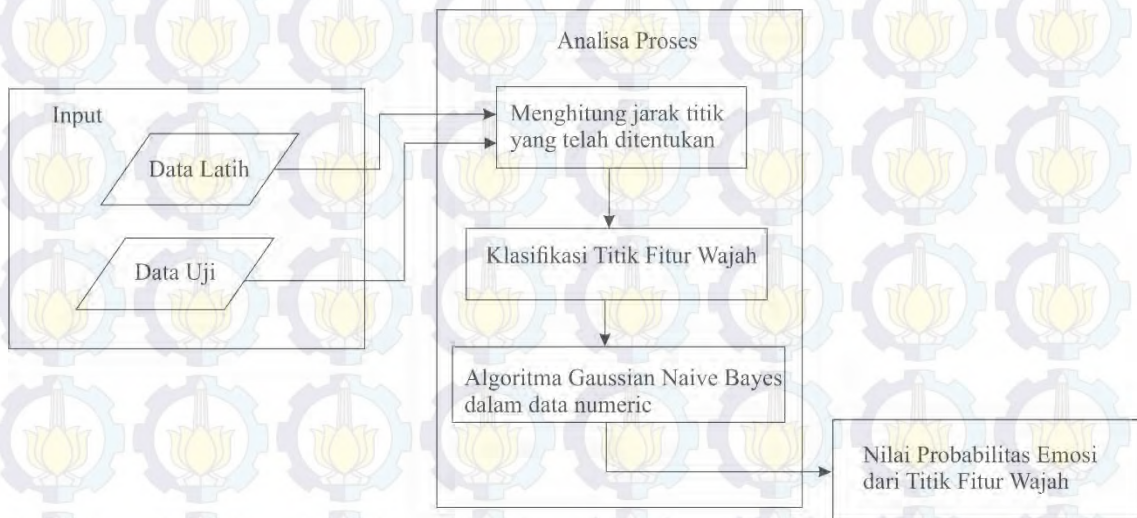 Input
Data Latih
Data Uji
Analisa Proses
Menghitung jarak titik
yang telah ditentukan
Klasifikasi Titik Fitur Wajah
Algoritma Gaussian Naive Bayes
dalam data numeric
Nilai Probabilitas Emosi
dari Titik Fitur Wajah